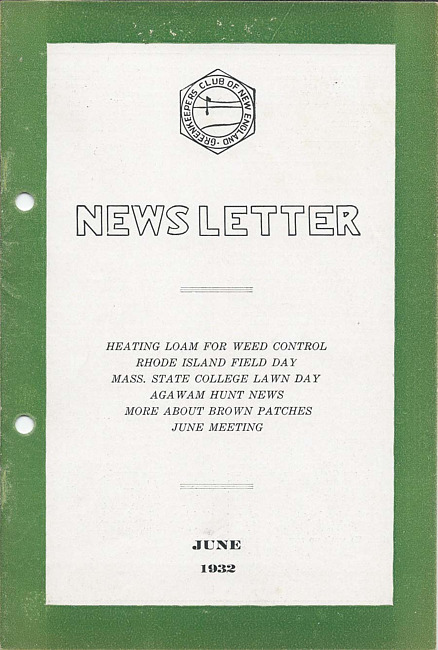 GREENKEEPERS CLUB OF NEW ENGLAND
NEWS LETTER
HEATING LOAM FOR WEED CONTROL
RHODE ISLAND FIELD DAY
MASS. STATE COLLEGE LAWN DAY
AGAWAM HUNT NEWS
MORE ABOUT BROWN PATCHES
JUNE MEETING
JUNE
1932